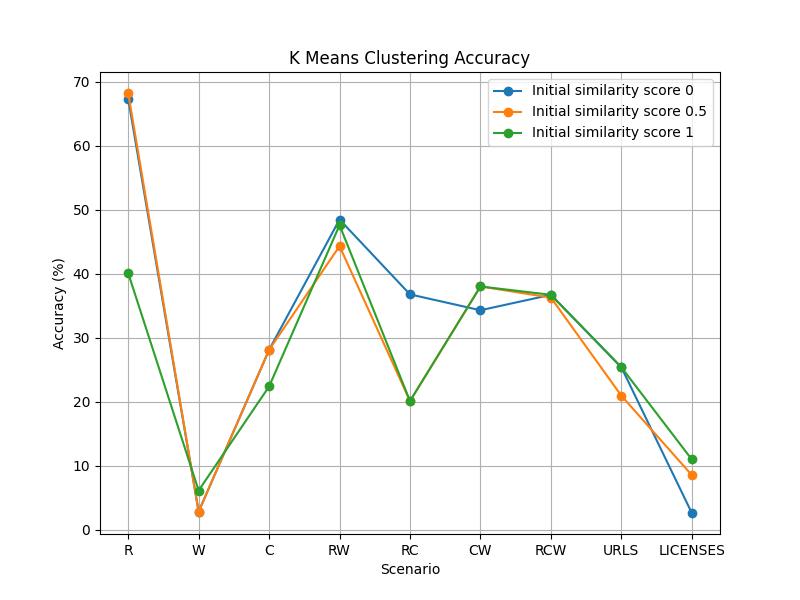 K Means Clustering Accuracy
Initial similarity score 0
Initial similarity score 0.5
Initial similarity score 1
Accuracy (%)
70
60
50
40
30
20
10
0
R W C RW RC CW RCW URLS LICENSES
Scenario